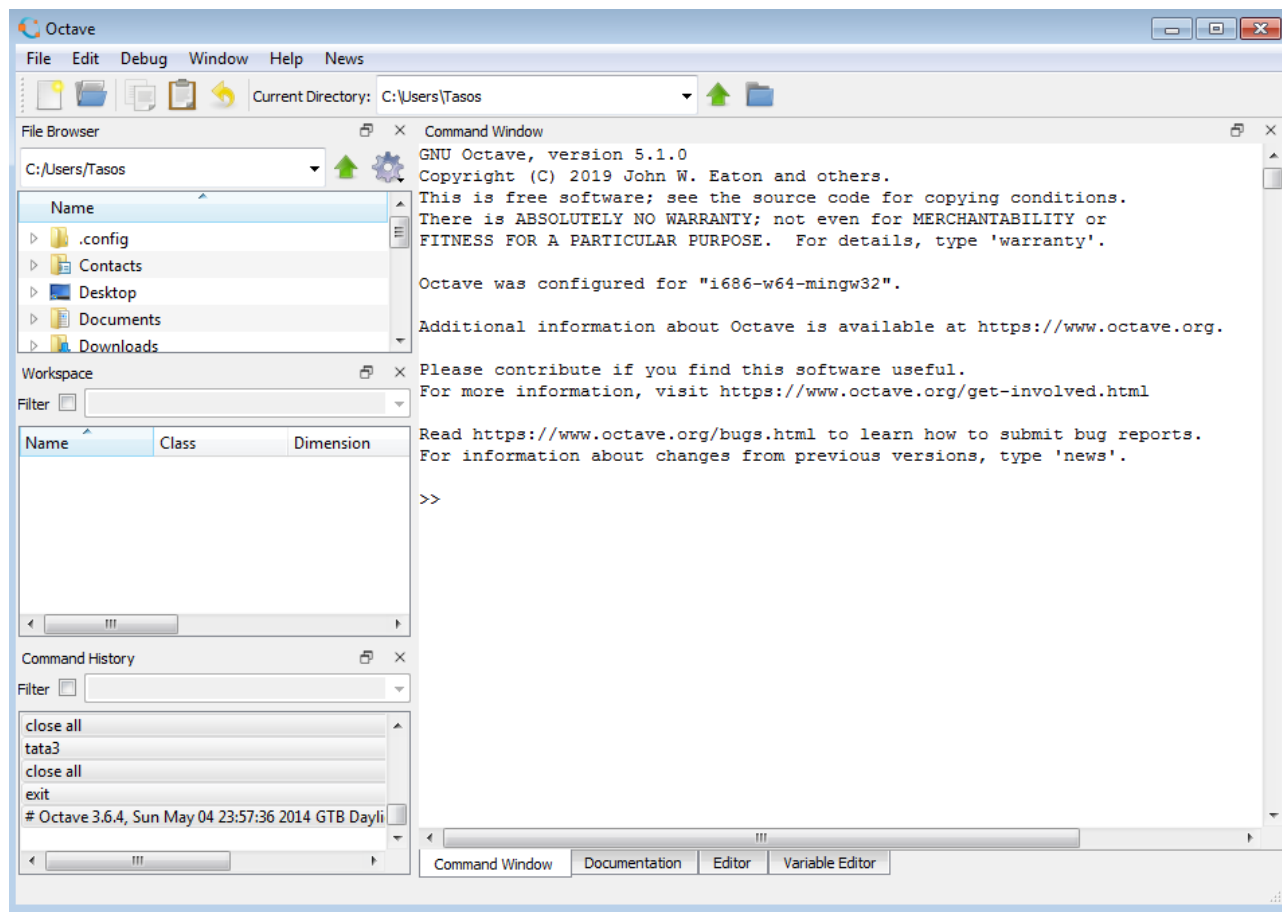 Octave
File Edit Debug Window Help News
Current Directory: C:\Users\Tasos
File Browser
C:/Users/Tasos
Name
.config
Contacts
Desktop
Documents
Downloads
Workspace
Filter
Name Class Dimension
Command History
Filter
close all
tata3
close all
exit
# Octave 3.6.4, Sun May 04 23:57:36 2014 GTB Dayli
Command Window
GNU Octave, version 5.1.0
Copyright (C) 2019 John W. Eaton and others.
This is free software; see the source code for copying conditions.
There is ABSOLUTELY NO WARRANTY; not even for MERCHANTABILITY or
FITNESS FOR A PARTICULAR PURPOSE.  For details, type 'warranty'.
Octave was configured for "i686-w64-mingw32".
Additional information about Octave is available at https://www.octave.org.
Please contribute if you find this software useful.
For more information, visit https://www.octave.org/get-involved.html
Read https://www.octave.org/bugs.html to learn how to submit bug reports.
For information about changes from previous versions, type 'news'.
>>
Command Window Documentation Editor Variable Editor